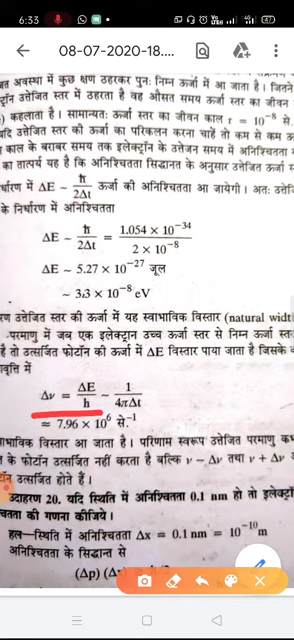 6:33
08-07-2020-18....
जत अवस्था में कुछ क्षण ठहरकर पुनः निम्न ऊर्जा में आ जाता है। जितने
ट्रॉन उत्तेजित स्तर में ठहरता है वह औसत समय ऊर्जा स्तर का जीवन
) कहलाता है। सामान्यतः ऊर्जा स्तर का जीवन काल τ = 10⁻⁸ से.
यदि उत्तेजित स्तर की ऊर्जा का परिकलन करना चाहें तो कम से कम
काल के बराबर समय तक इलेक्ट्रॉन के उत्तेजन समय में अनिश्चितता
का तात्पर्य यह है कि अनिश्चितता सिद्धान्त के अनुसार उत्तेजित ऊर्जा
र्धारण में ΔE ~ ħ/2Δt ऊर्जा की अनिश्चितता आ जायेगी। अतः उत्ते
के निर्धारण में अनिश्चितता
ΔE ~ ħ/2Δt = 1.054 × 10⁻³⁴/2 × 10⁻⁸
ΔE ~ 5.27 × 10⁻²⁷ जूल
~ 3.3 × 10⁻⁸ eV
रण उत्तेजित स्तर की ऊर्जा में यह स्वाभाविक विस्तार (natural widt
परमाणु में जब एक इलेक्ट्रान उच्च ऊर्जा स्तर से निम्न ऊर्जा स्त
है तो उत्सर्जित फोटॉन की ऊर्जा में ΔE विस्तार पाया जाता है जिसके
वृत्ति में
Δν = ΔE/h ~ 1/4πΔt
≈ 7.96 × 10⁶ से.⁻¹
ाभाविक विस्तार आ जाता है। परिणाम स्वरूप उत्तेजित परमाणु
के फोटॉन उत्सर्जित नहीं करता है बल्कि ν − Δν तथा ν + Δν
टॉन उत्सर्जित होते हैं।
उदाहरण 20. यदि स्थिति में अनिश्चितता 0.1 nm हो तो इलेक्ट्रॉ
चतता की गणना कीजिये।
हल—स्थिति में अनिश्चितता Δx = 0.1 nm = 10⁻¹⁰ m
अनिश्चितता के सिद्धान्त से
(Δp) (Δx)